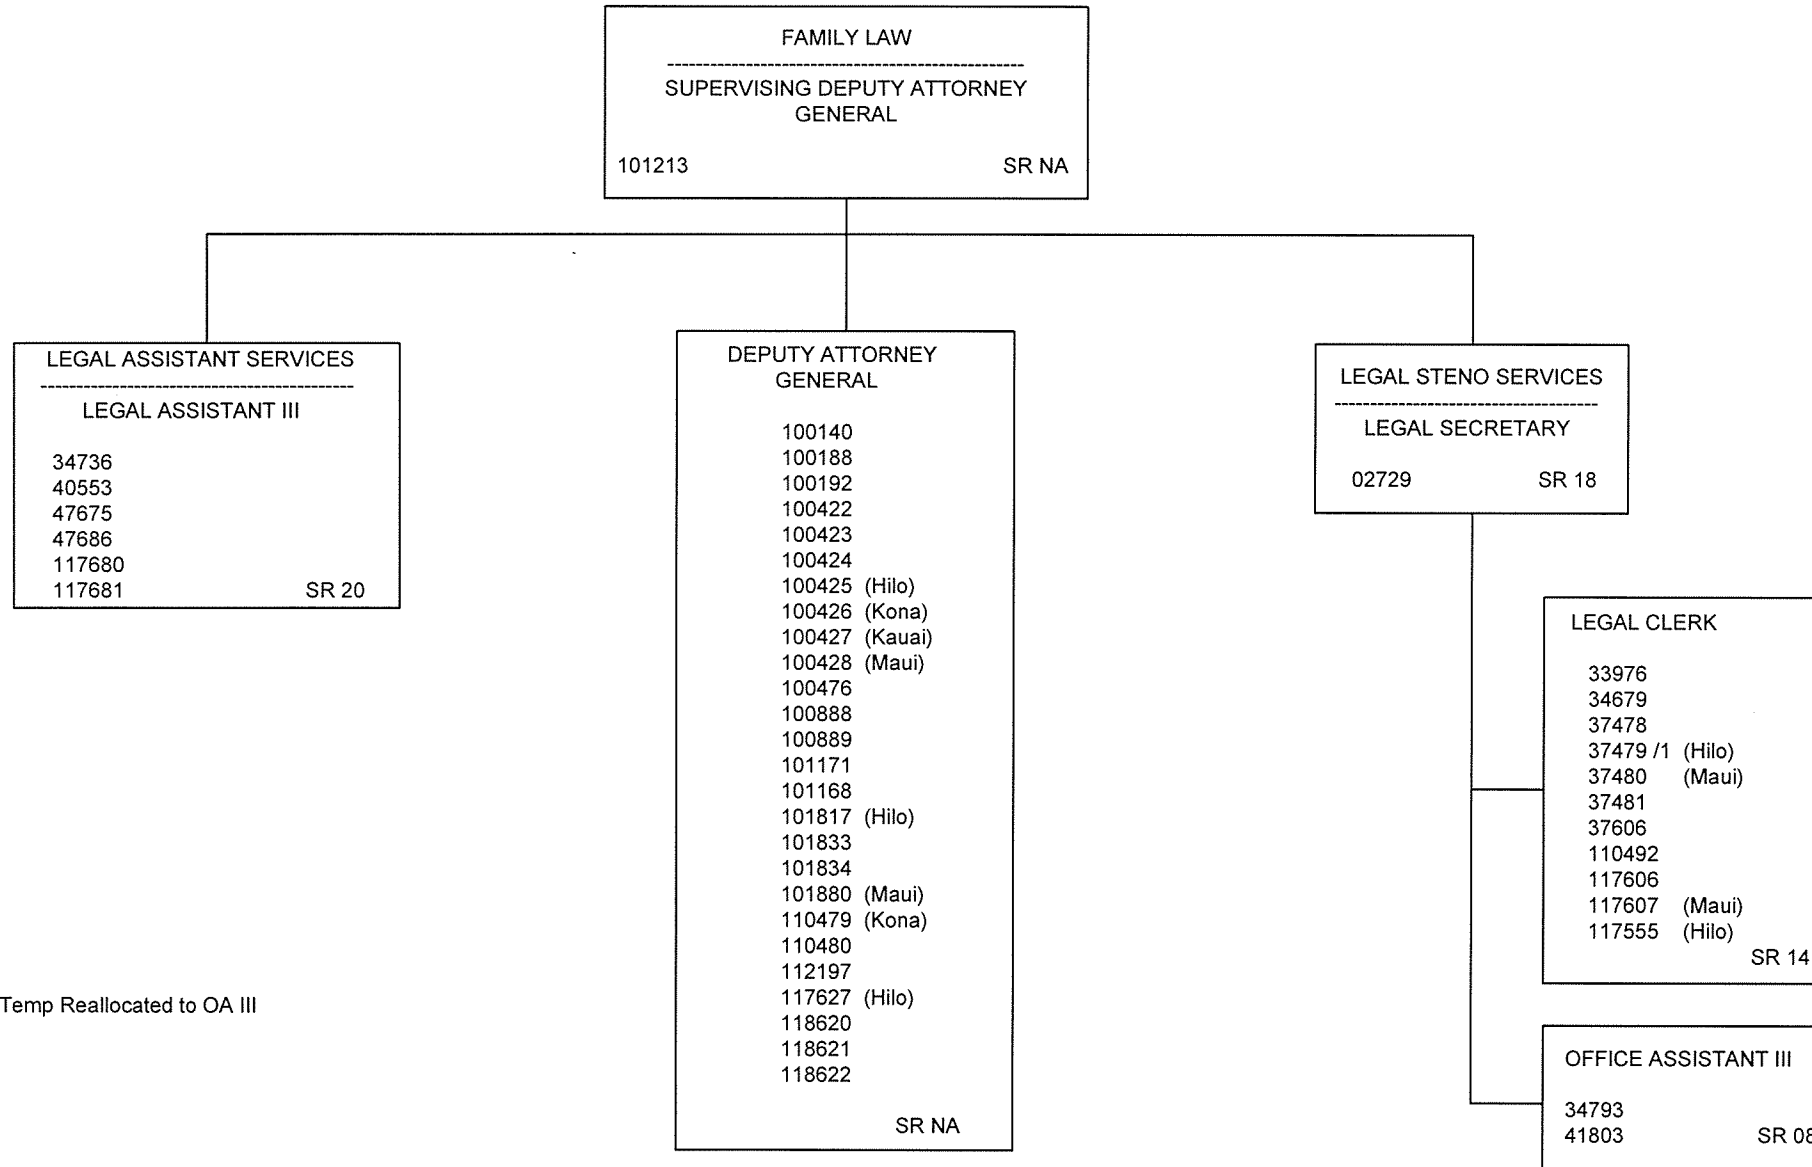 FAMILY LAW
SUPERVISING DEPUTY ATTORNEY
GENERAL
101213 SR NA
LEGAL ASSISTANT SERVICES
LEGAL ASSISTANT III
34736
40553
47675
47686
117680
117681 SR 20
DEPUTY ATTORNEY
GENERAL
100140
100188
100192
100422
100423
100424
100425 (Hilo)
100426 (Kona)
100427 (Kauai)
100428 (Maui)
100476
100888
100889
101171
101168
101817 (Hilo)
101833
101834
101880 (Maui)
110479 (Kona)
110480
112197
117627 (Hilo)
118620
118621
118622
SR NA
LEGAL STENO SERVICES
LEGAL SECRETARY
02729 SR 18
LEGAL CLERK
33976
34679
37478
37479 /1 (Hilo)
37480 (Maui)
37481
37606
110492
117606
117607 (Maui)
117555 (Hilo)
SR 14
OFFICE ASSISTANT III
34793
41803 SR 08
Temp Reallocated to OA III